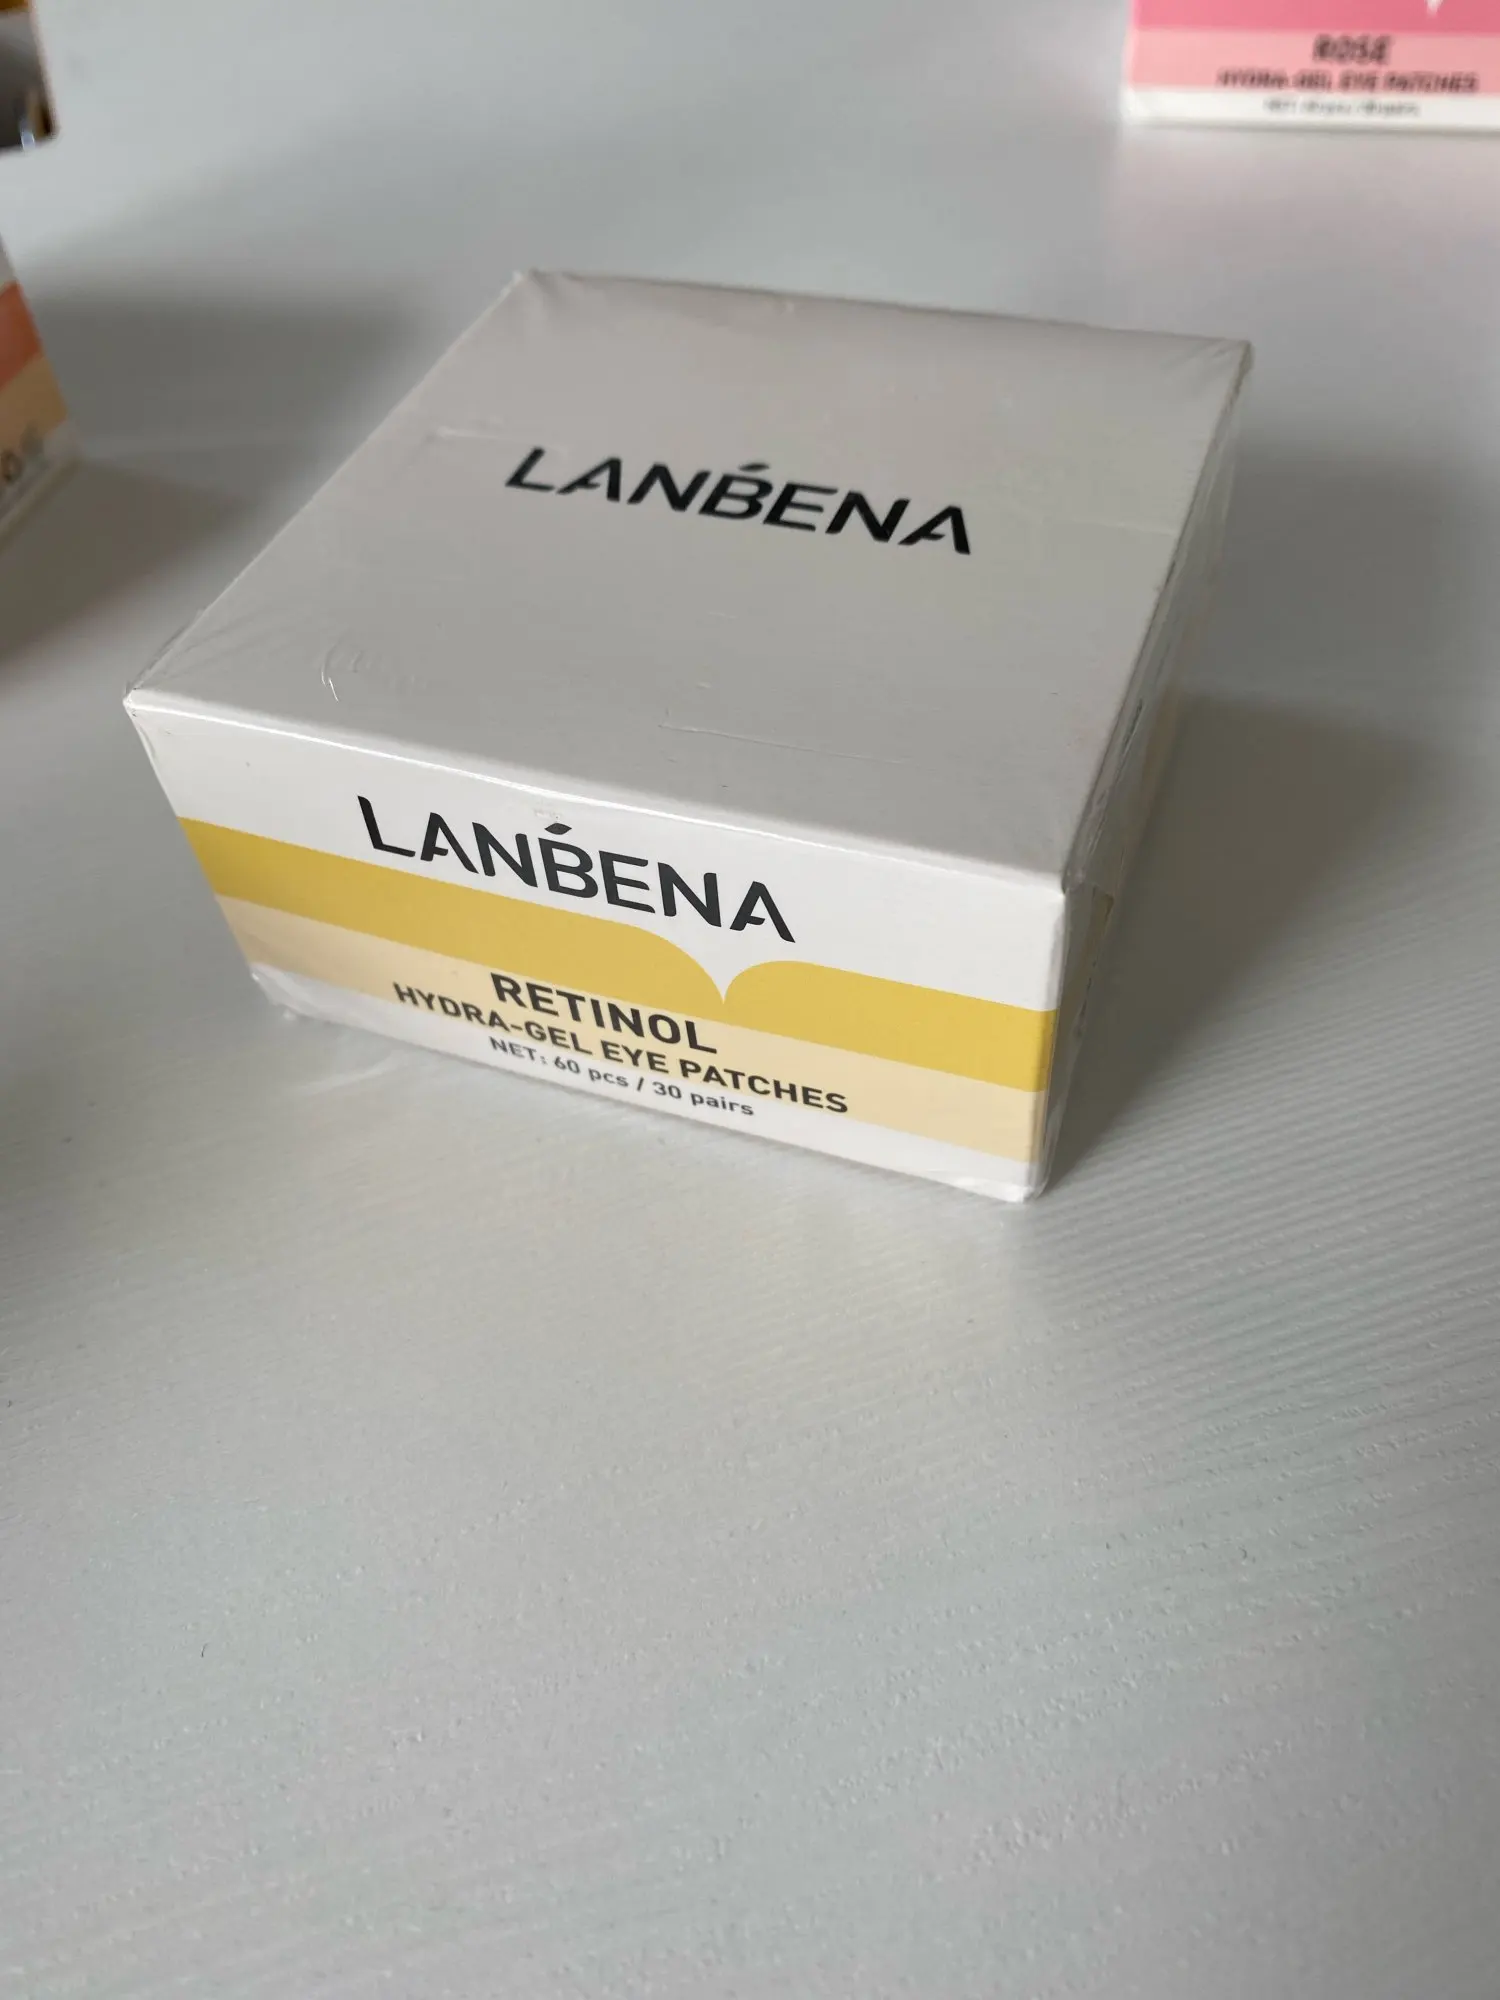 ROSE
HYDRA-GEL EYE PATCHES
LANBENA
LANBENA
RETINOL
HYDRA-GEL EYE PATCHES
NET: 60 pcs / 30 pairs